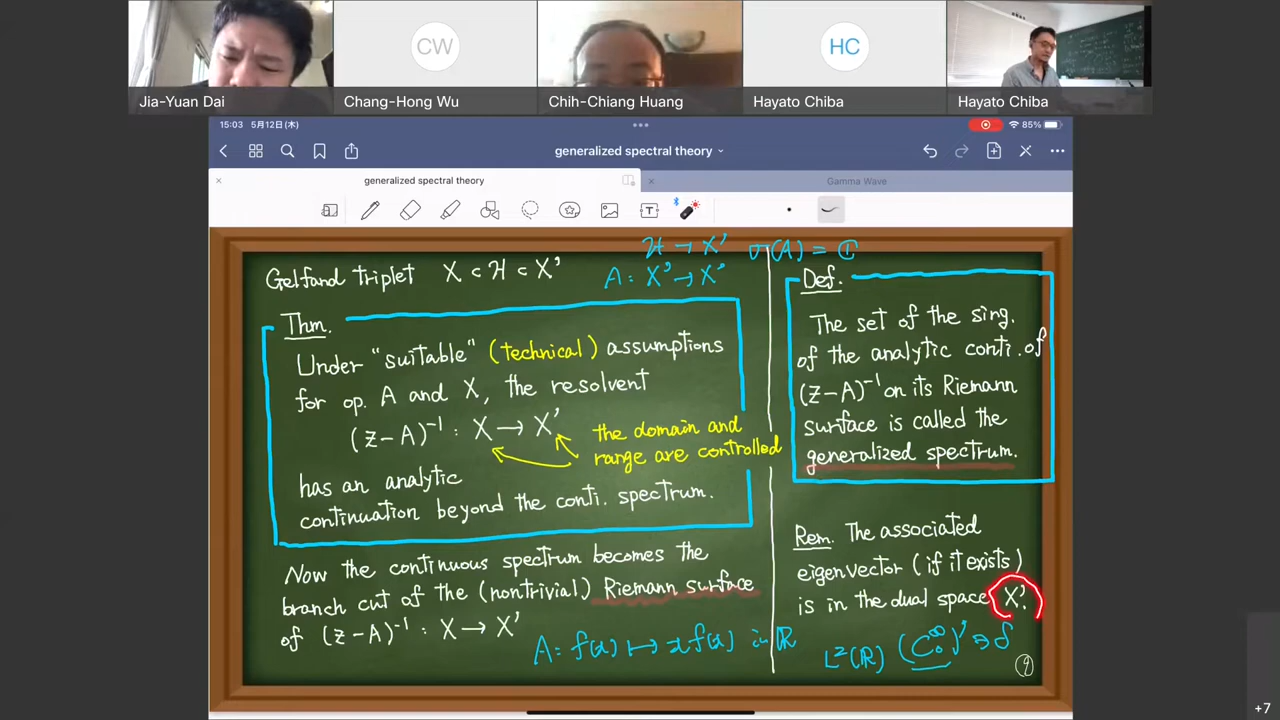 CW
HC
Jia-Yuan Dai
Chang-Hong Wu
Chih-Chiang Huang
Hayato Chiba
Hayato Chiba
15:03 5月12日(木)
85%
generalized spectral theory
generalized spectral theory
Gamma Wave
Gelfand triplet X ⊂ H ⊂ X'
H → X'
A: X' → X'
σ(A) = ℂ
Thm.
Under "suitable" (technical) assumptions
for op. A and X, the resolvent
(z-A)⁻¹ : X → X'
the domain and
range are controlled
has an analytic
continuation beyond the conti. spectrum.
Now the continuous spectrum becomes the
branch cut of the (nontrivial) Riemann surface
of (z-A)⁻¹ : X → X'
A: f(x) ↦ x f(x) in ℝ
Def.
The set of the sing.
of the analytic conti. of
(z-A)⁻¹ on its Riemann
surface is called the
generalized spectrum.
Rem. The associated
eigenvector (if it exists)
is in the dual space X'.
L²(ℝ) (C₀^∞)' ∋ δ
9
+7